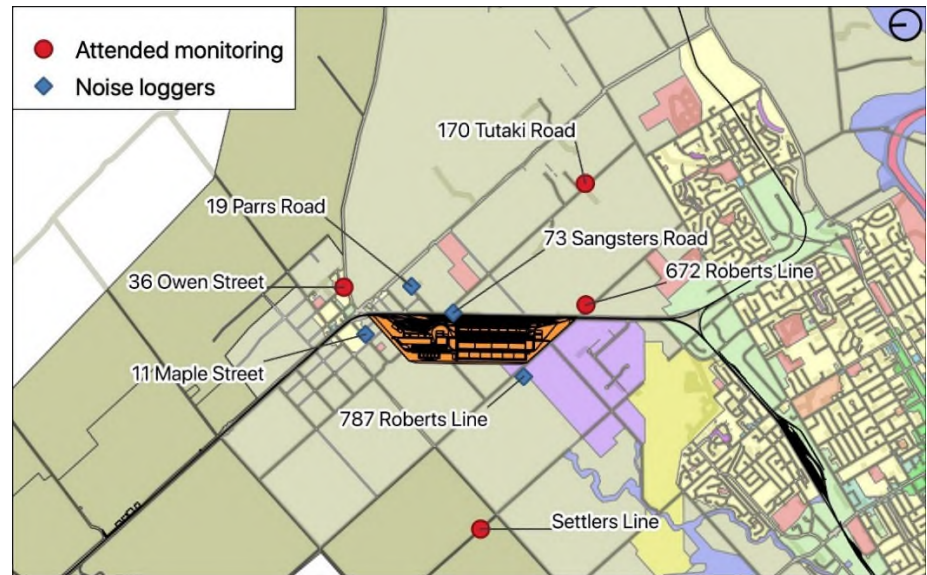 Attended monitoring
Noise loggers
170 Tutaki Road
19 Parrs Road
73 Sangsters Road
36 Owen Street
672 Roberts Line
11 Maple Street
787 Roberts Line
Settlers Line